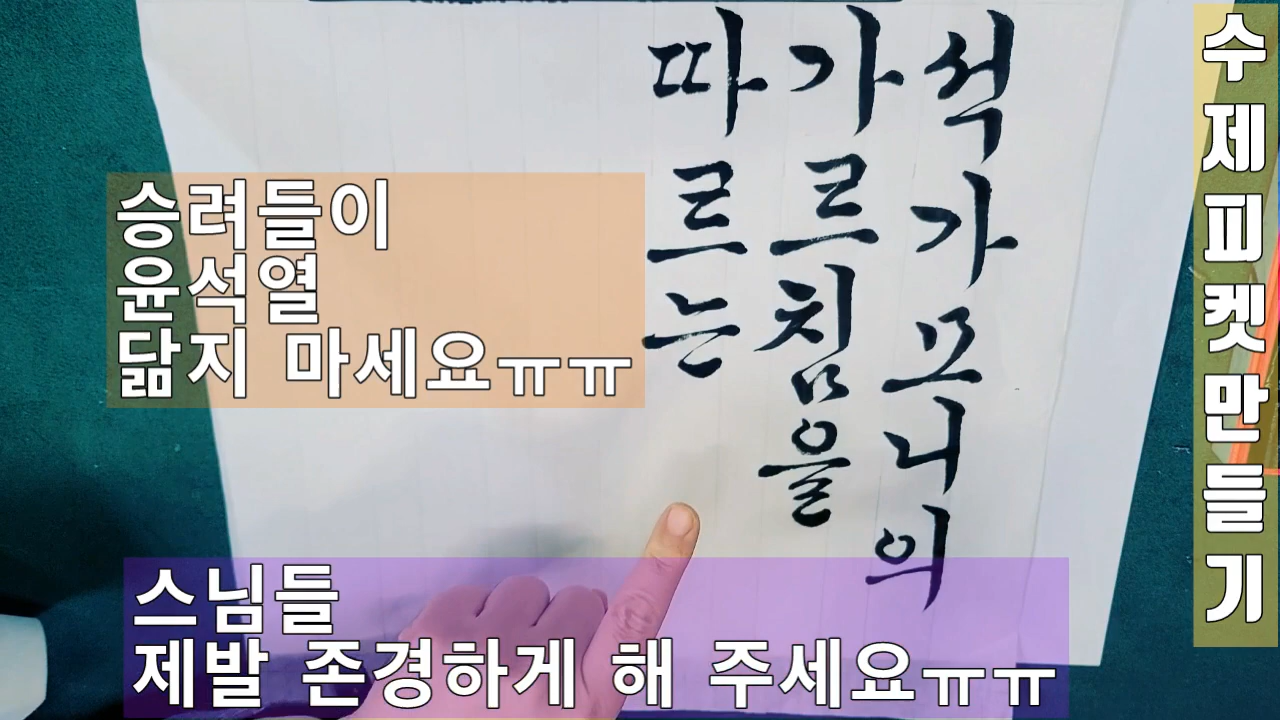 석가모니의
가르침을
따르는
승려들이
윤석열
닮지 마세요ㅠㅠ
스님들
제발 존경하게 해 주세요ㅠㅠ
수제피켓만들기